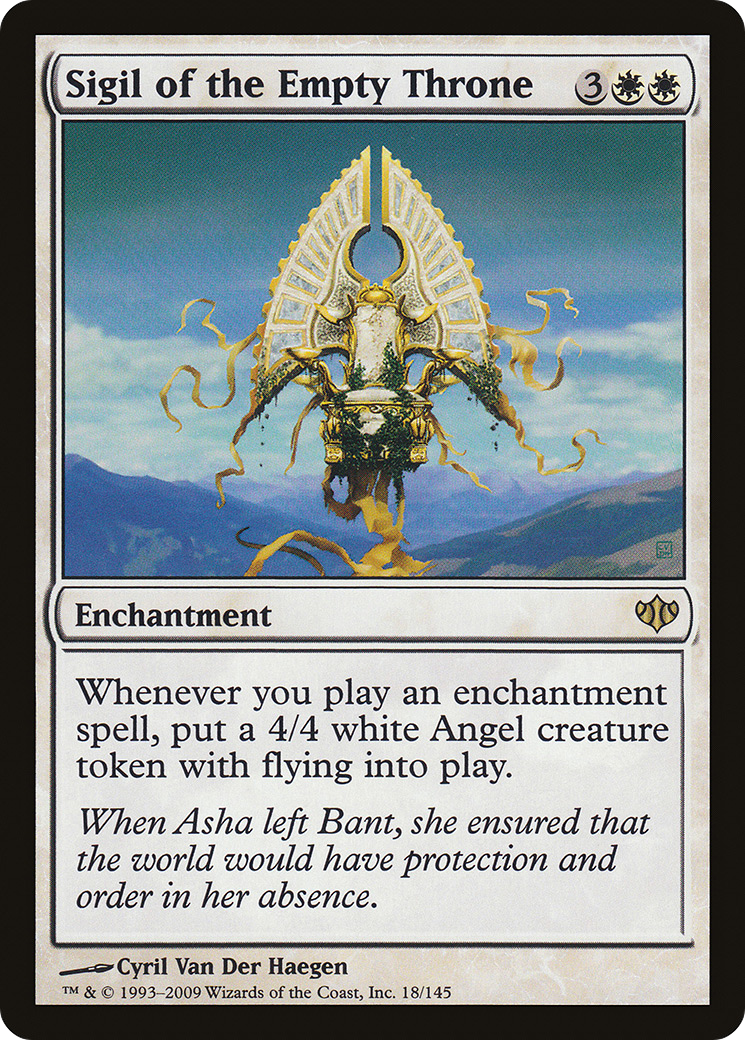 Sigil of the Empty Throne 3
Enchantment
Whenever you play an enchantment
spell, put a 4/4 white Angel creature
token with flying into play.
When Asha left Bant, she ensured that
the world would have protection and
order in her absence.
Cyril Van Der Haegen
™ & © 1993–2009 Wizards of the Coast, Inc. 18/145